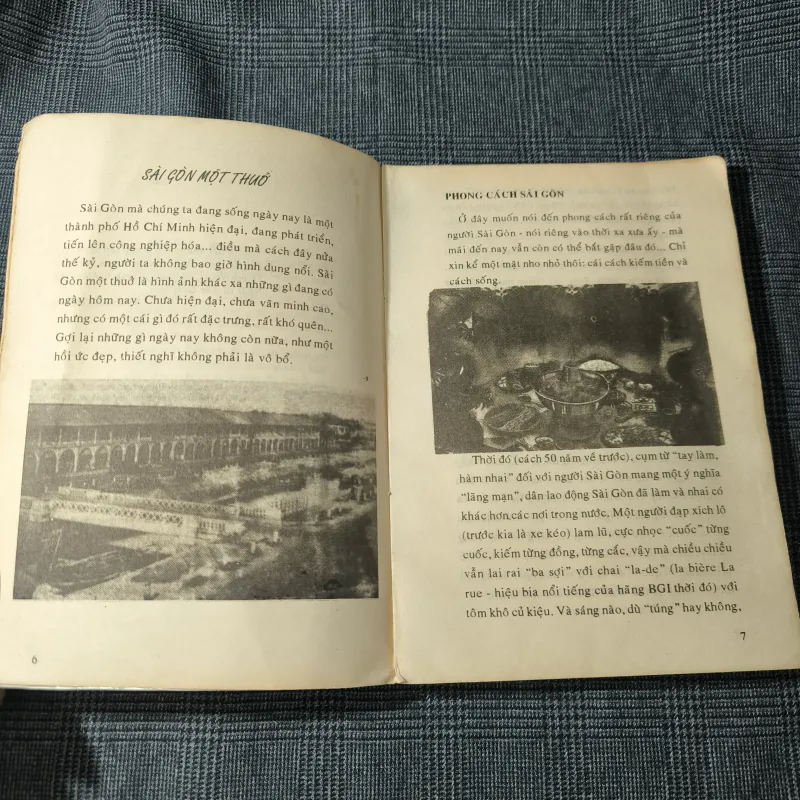 SÀI GÒN MỘT THUỞ
Sài Gòn mà chúng ta đang sống ngày nay là một
thành phố Hồ Chí Minh hiện đại, đang phát triển,
tiến lên công nghiệp hóa... điều mà cách đây nửa
thế kỷ, người ta không bao giờ hình dung nổi. Sài
Gòn một thuở là hình ảnh khác xa những gì đang có
ngày hôm nay. Chưa hiện đại, chưa văn minh cao,
nhưng có một cái gì đó rất đặc trưng, rất khó quên...
Gợi lại những gì ngày nay không còn nữa, như một
hồi ức đẹp, thiết nghĩ không phải là vô bổ.
6
PHONG CÁCH SÀI GÒN
Ở đây muốn nói đến phong cách rất riêng của
người Sài Gòn - nói riêng vào thời xa xưa ấy - mà
mãi đến nay vẫn còn có thể bắt gặp đâu đó... Chỉ
xin kể một mặt nho nhỏ thôi: cái cách kiếm tiền và
cách sống.
Thời đó (cách 50 năm về trước), cụm từ “tay làm,
hàm nhai” đối với người Sài Gòn mang một ý nghĩa
“lãng mạn”, dân lao động Sài Gòn đã làm và nhai có
khác hơn các nơi trong nước. Một người đạp xích lô
(trước kia là xe kéo) lam lũ, cực nhọc “cuốc” từng
cuốc, kiếm từng đồng, từng cắc, vậy mà chiều chiều
vẫn lai rai “ba sợi” với chai “la-de” (la bière La
rue - hiệu bia nổi tiếng của hãng BGI thời đó) với
tôm khô củ kiệu. Và sáng nào, dù “túng” hay không,
7